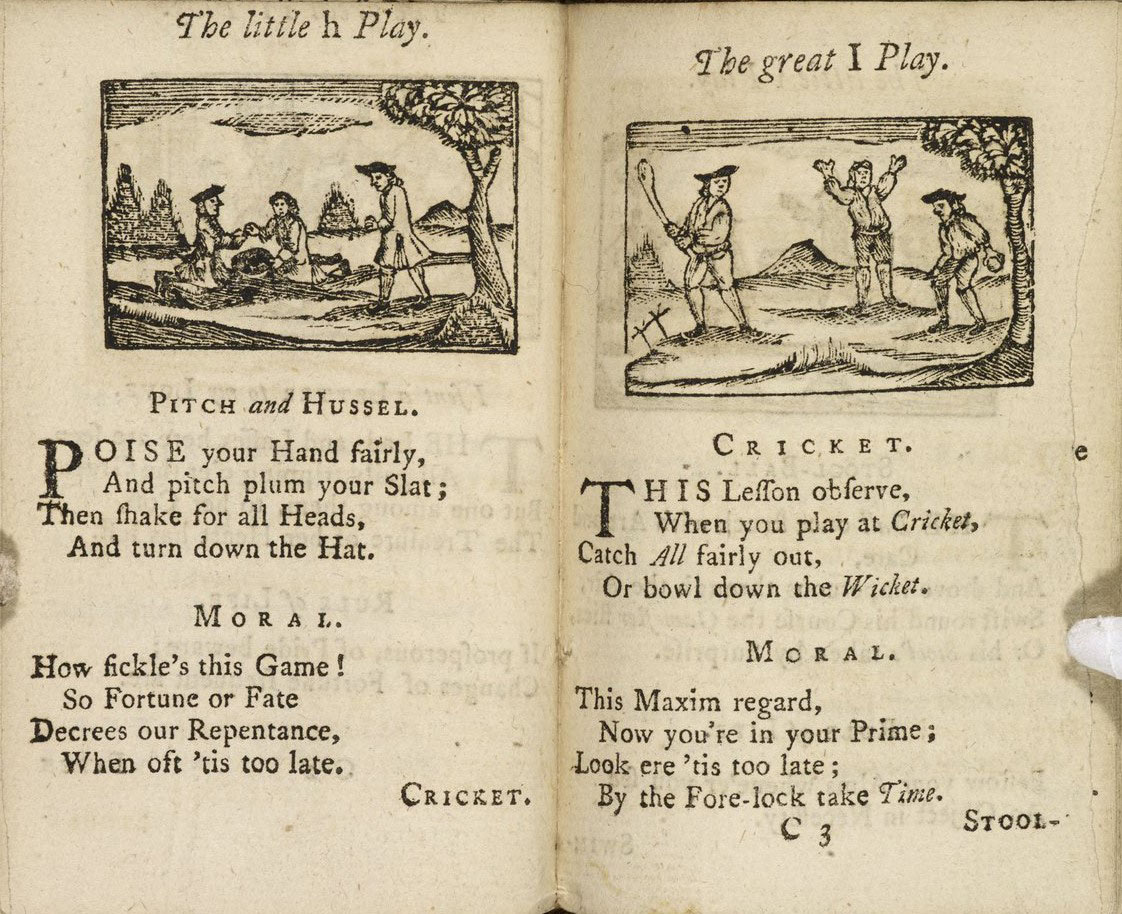 The little h Play.
PITCH and HUSSEL.
POISE your Hand fairly,
And pitch plum your Slat;
Then ſhake for all Heads,
And turn down the Hat.
MORAL.
How fickle's this Game!
So Fortune or Fate
Decrees our Repentance,
When oft 'tis too late.
CRICKET.
The great I Play.
CRICKET.
THIS Leſſon obſerve,
When you play at Cricket,
Catch All fairly out,
Or bowl down the Wicket.
MORAL.
This Maxim regard,
Now you're in your Prime;
Look ere 'tis too late;
By the Fore-lock take Time.
C 3
STOOL-
e